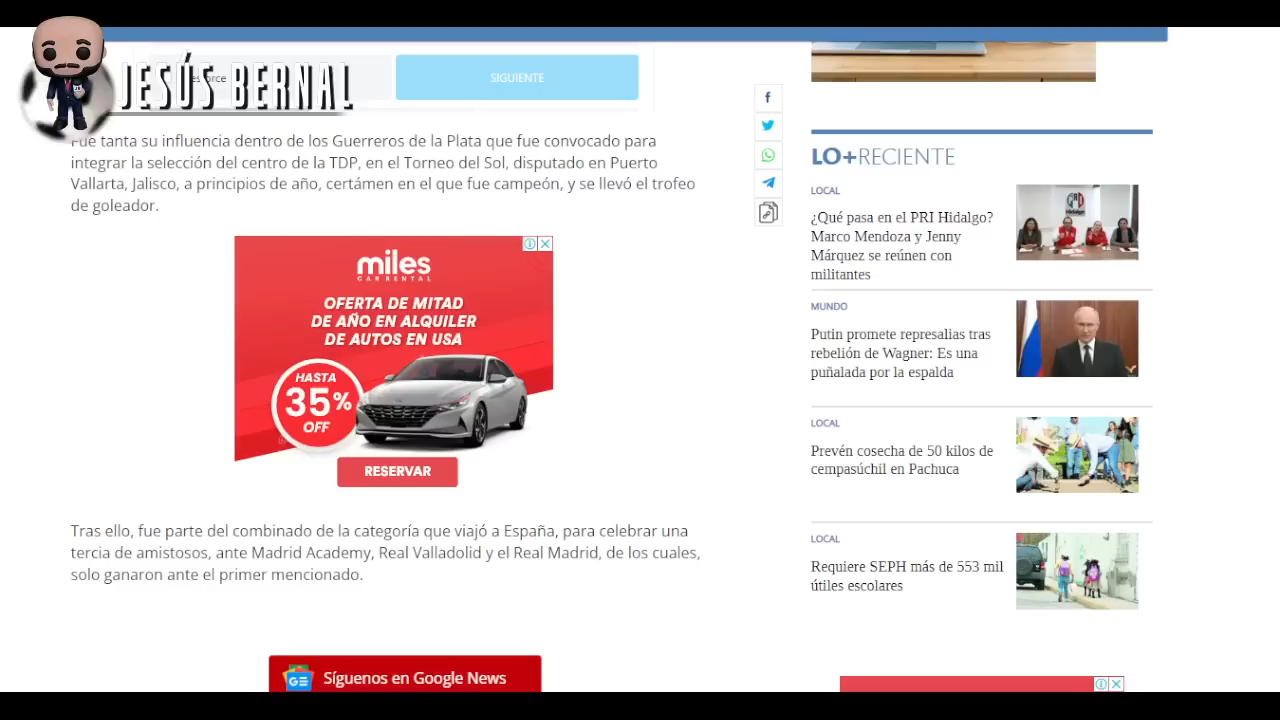 JESÚS BERNAL
SIGUIENTE
Fue tanta su influencia dentro de los Guerreros de la Plata que fue convocado para
integrar la selección del centro de la TDP, en el Torneo del Sol, disputado en Puerto
Vallarta, Jalisco, a principios de año, certámen en el que fue campeón, y se llevó el trofeo
de goleador.
miles
CAR RENTAL
OFERTA DE MITAD
DE AÑO EN ALQUILER
DE AUTOS EN USA
HASTA
35%
OFF
RESERVAR
Tras ello, fue parte del combinado de la categoría que viajó a España, para celebrar una
tercia de amistosos, ante Madrid Academy, Real Valladolid y el Real Madrid, de los cuales,
solo ganaron ante el primer mencionado.
Síguenos en Google News
LO+RECIENTE
LOCAL
¿Qué pasa en el PRI Hidalgo?
Marco Mendoza y Jenny
Márquez se reúnen con
militantes
PRI
Hidalgo
MUNDO
Putin promete represalias tras
rebelión de Wagner: Es una
puñalada por la espalda
LOCAL
Prevén cosecha de 50 kilos de
cempasúchil en Pachuca
LOCAL
Requiere SEPH más de 553 mil
útiles escolares